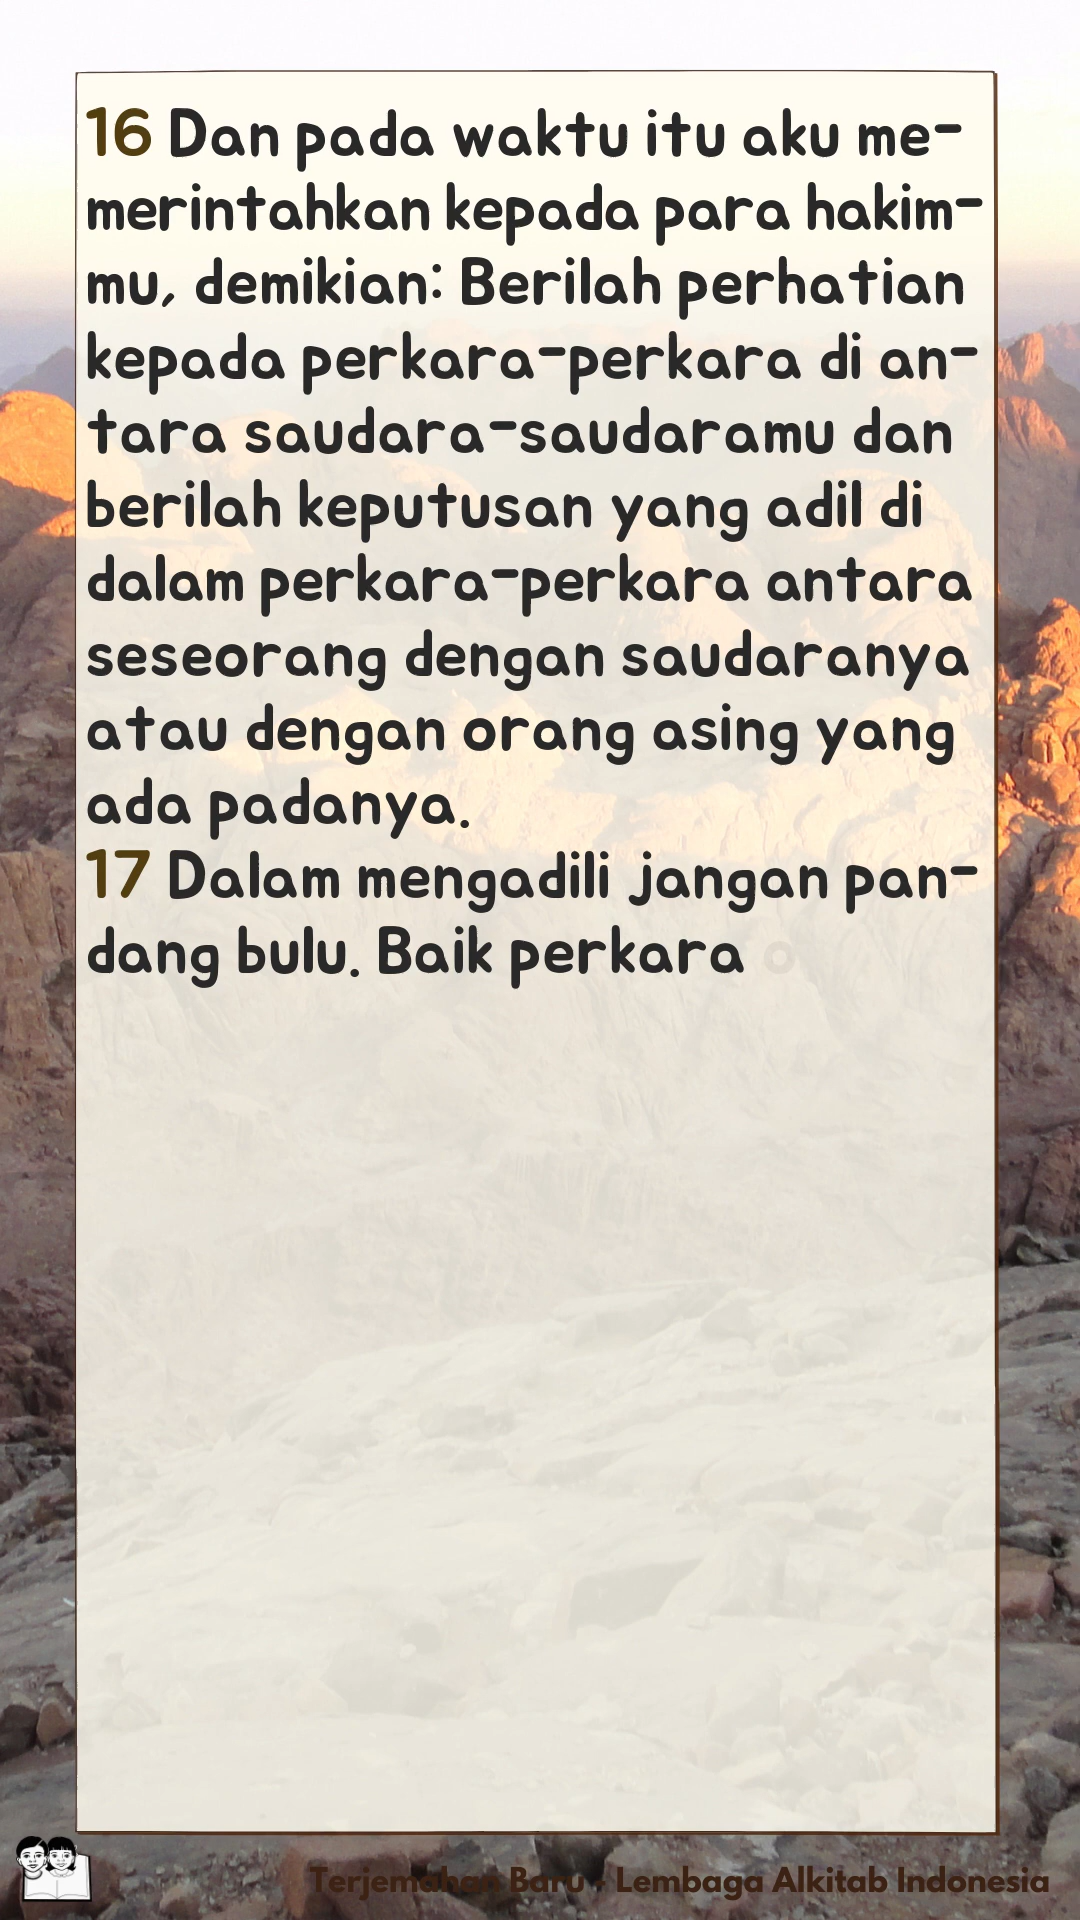 16 Dan pada waktu itu aku me-
merintahkan kepada para hakim-
mu, demikian: Berilah perhatian
kepada perkara-perkara di an-
tara saudara-saudaramu dan
berilah keputusan yang adil di
dalam perkara-perkara antara
seseorang dengan saudaranya
atau dengan orang asing yang
ada padanya.
17 Dalam mengadili jangan pan-
dang bulu. Baik perkara o
Terjemahan Baru - Lembaga Alkitab Indonesia